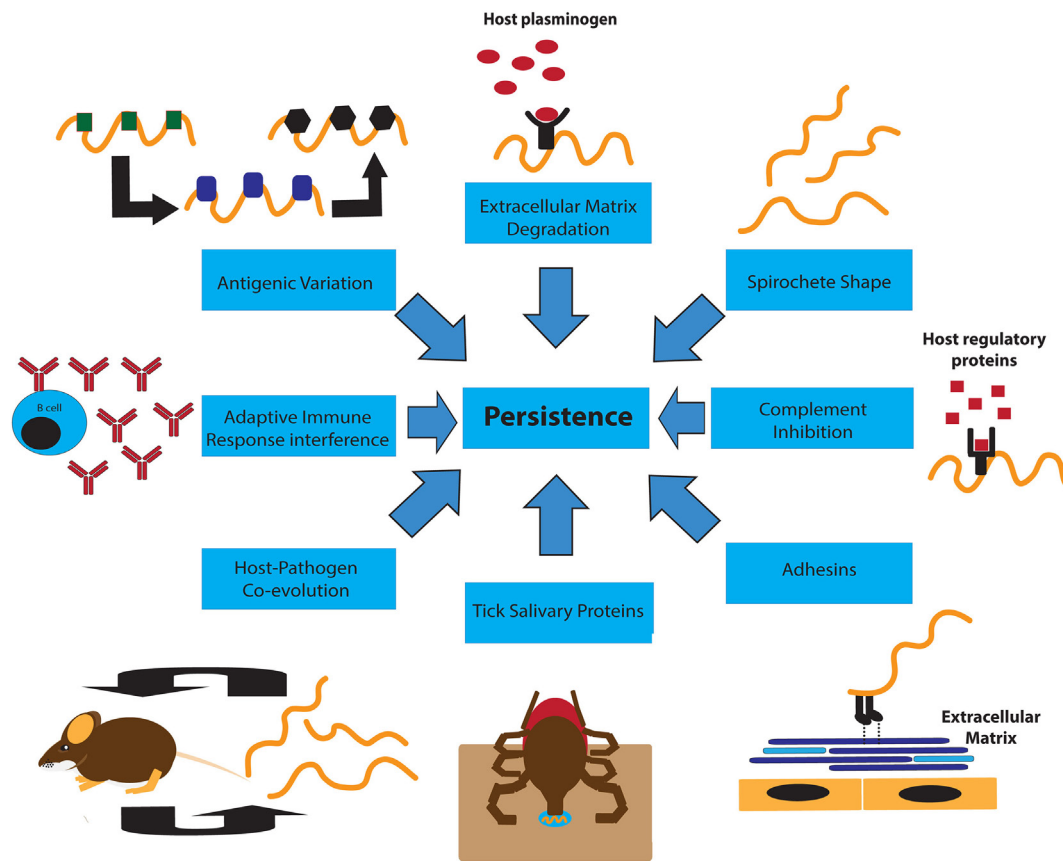 Host plasminogen
Extracellular Matrix
Degradation
Antigenic Variation
Spirochete Shape
Host regulatory
proteins
B cell
Adaptive Immune
Response interference
Persistence
Complement
Inhibition
Host-Pathogen
Co-evolution
Tick Salivary Proteins
Adhesins
Extracellular
Matrix